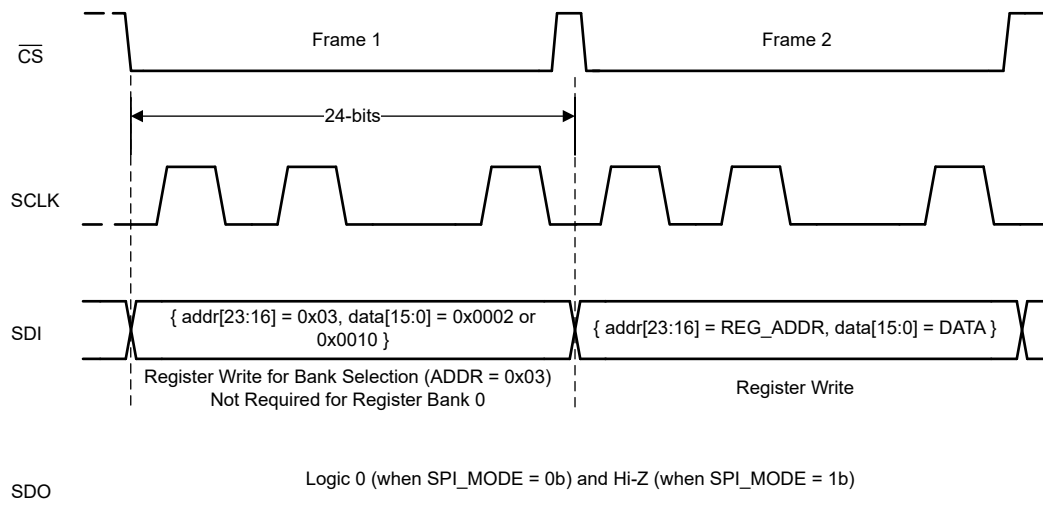 Frame 1
Frame 2
CS
24-bits
SCLK
SDI
{ addr[23:16] = 0x03, data[15:0] = 0x0002 or
0x0010 }
{ addr[23:16] = REG_ADDR, data[15:0] = DATA }
Register Write for Bank Selection (ADDR = 0x03)
Not Required for Register Bank 0
Register Write
SDO
Logic 0 (when SPI_MODE = 0b) and Hi-Z (when SPI_MODE = 1b)